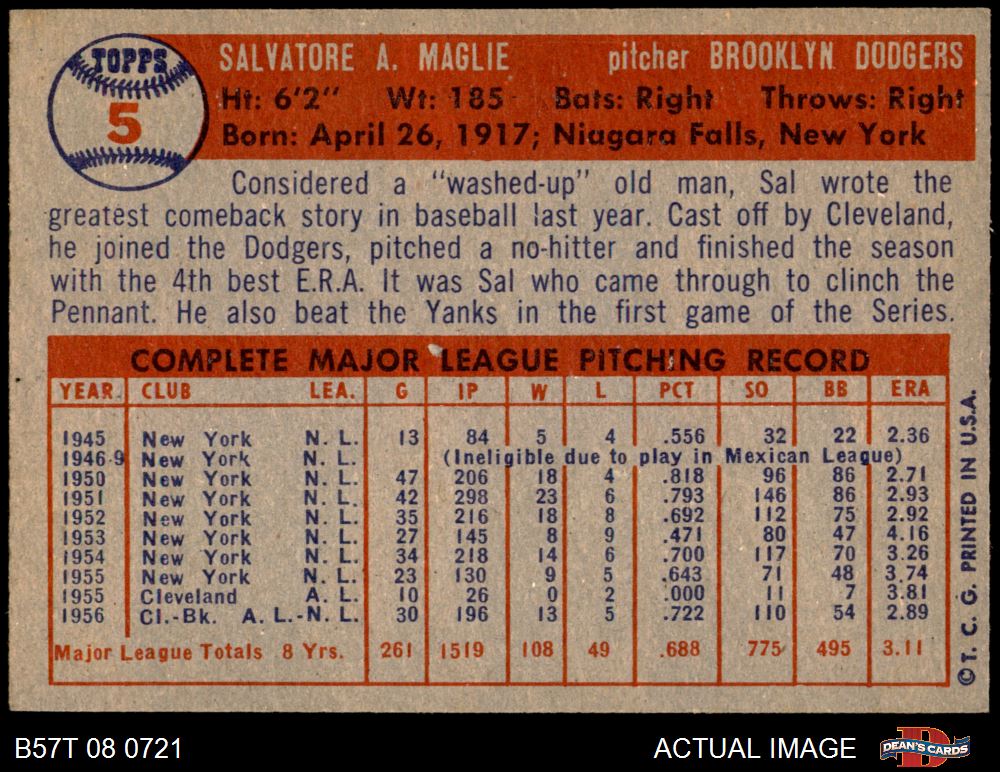 TOPPS
5
SALVATORE A. MAGLIE pitcher BROOKLYN DODGERS
Ht: 6'2" Wt: 185 Bats: Right Throws: Right
Born: April 26, 1917; Niagara Falls, New York
Considered a "washed-up" old man, Sal wrote the
greatest comeback story in baseball last year. Cast off by Cleveland,
he joined the Dodgers, pitched a no-hitter and finished the season
with the 4th best E.R.A. It was Sal who came through to clinch the
Pennant. He also beat the Yanks in the first game of the Series.
COMPLETE MAJOR LEAGUE PITCHING RECORD
YEAR CLUB LEA. G IP W L PCT SO BB ERA
1945 New York N. L. 13 84 5 4 .556 32 22 2.36
1946-9 New York N. L. (Ineligible due to play in Mexican League)
1950 New York N. L. 47 206 18 4 .818 96 86 2.71
1951 New York N. L. 42 298 23 6 .793 146 86 2.93
1952 New York N. L. 35 216 18 8 .692 112 75 2.92
1953 New York N. L. 27 145 8 9 .471 80 47 4.16
1954 New York N. L. 34 218 14 6 .700 117 70 3.26
1955 New York N. L. 23 130 9 5 .643 71 48 3.74
1955 Cleveland A. L. 10 26 0 2 .000 11 7 3.81
1956 Cl.-Bk. A. L.-N. L. 30 196 13 5 .722 110 54 2.89
Major League Totals 8 Yrs. 261 1519 108 49 .688 775 495 3.11
©T. C. G. PRINTED IN U.S.A.
B57T 08 0721
ACTUAL IMAGE
D
DEAN'S CARDS